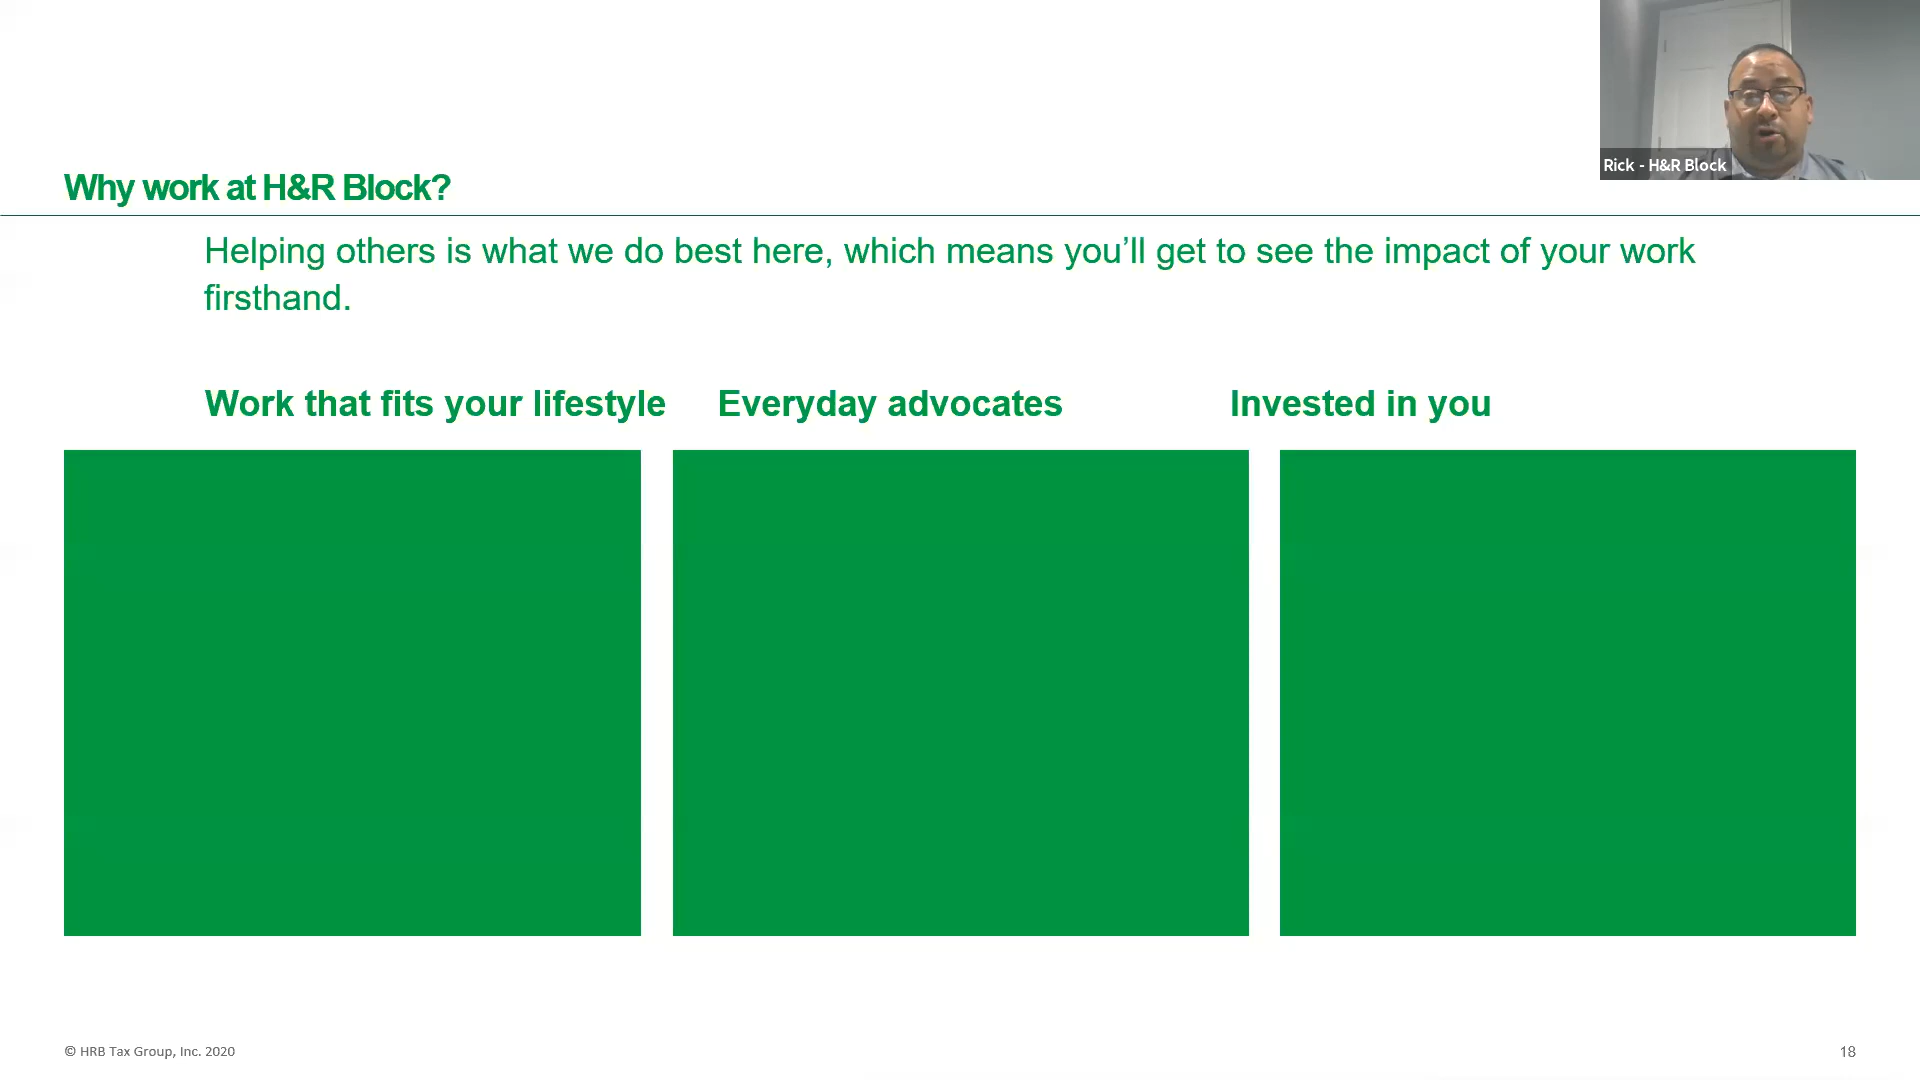 Rick - H&R Block
Why work at H&R Block?
Helping others is what we do best here, which means you’ll get to see the impact of your work
firsthand.
Work that fits your lifestyle
Everyday advocates
Invested in you
© HRB Tax Group, Inc. 2020
18